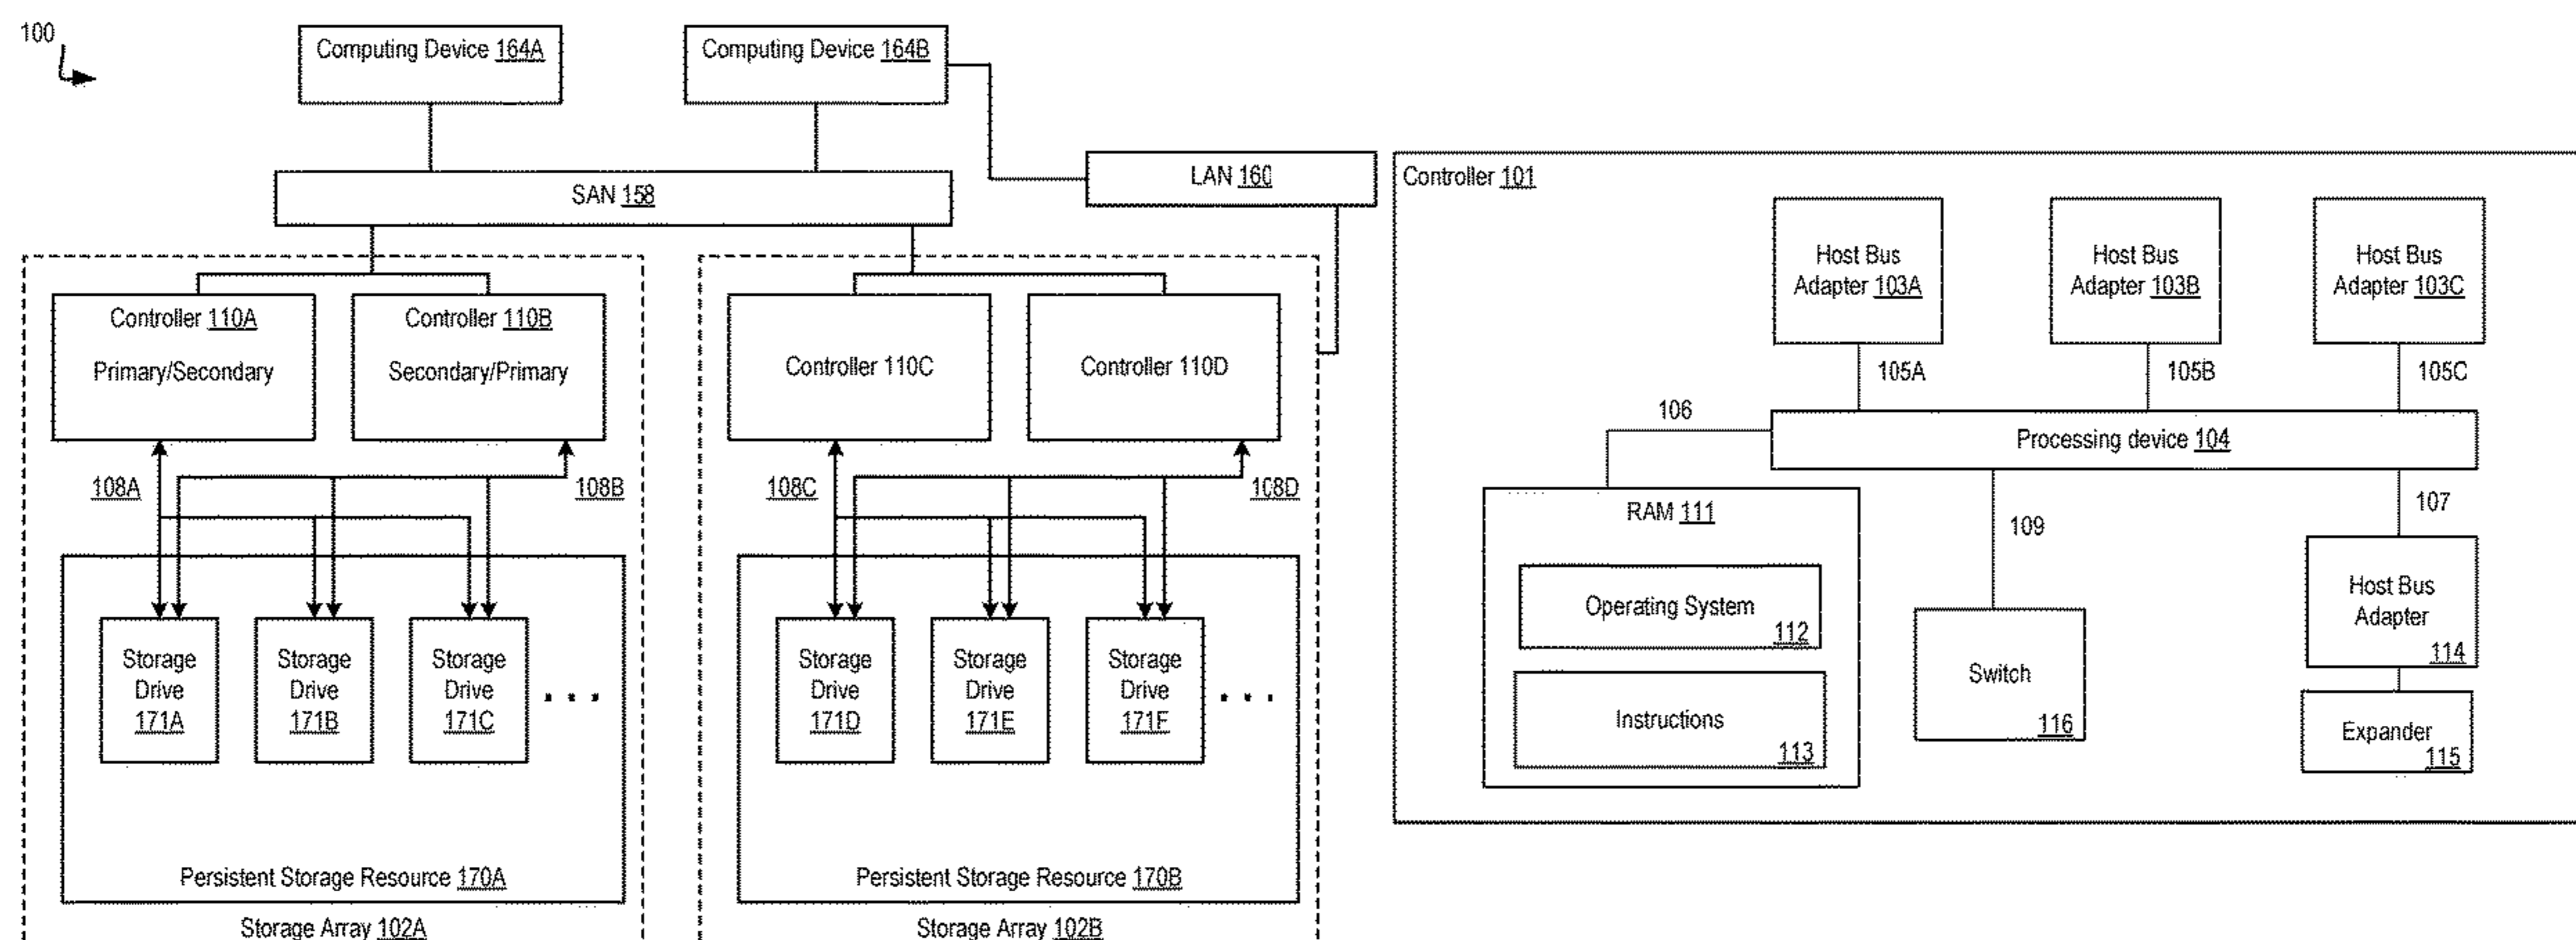 100
Computing Device 164A
Computing Device 164B
SAN 158
LAN 160
Controller 110A
Primary/Secondary
Controller 110B
Secondary/Primary
Controller 110C
Controller 110D
108A
108B
108C
108D
Storage
Drive
171A
Storage
Drive
171B
Storage
Drive
171C
...
Storage
Drive
171D
Storage
Drive
171E
Storage
Drive
171F
...
Persistent Storage Resource 170A
Persistent Storage Resource 170B
Storage Array 102A
Storage Array 102B
Controller 101
Host Bus
Adapter 103A
Host Bus
Adapter 103B
Host Bus
Adapter 103C
105A
105B
105C
106
Processing device 104
RAM 111
Operating System
112
Instructions
113
109
Switch
116
107
Host Bus
Adapter
114
Expander
115